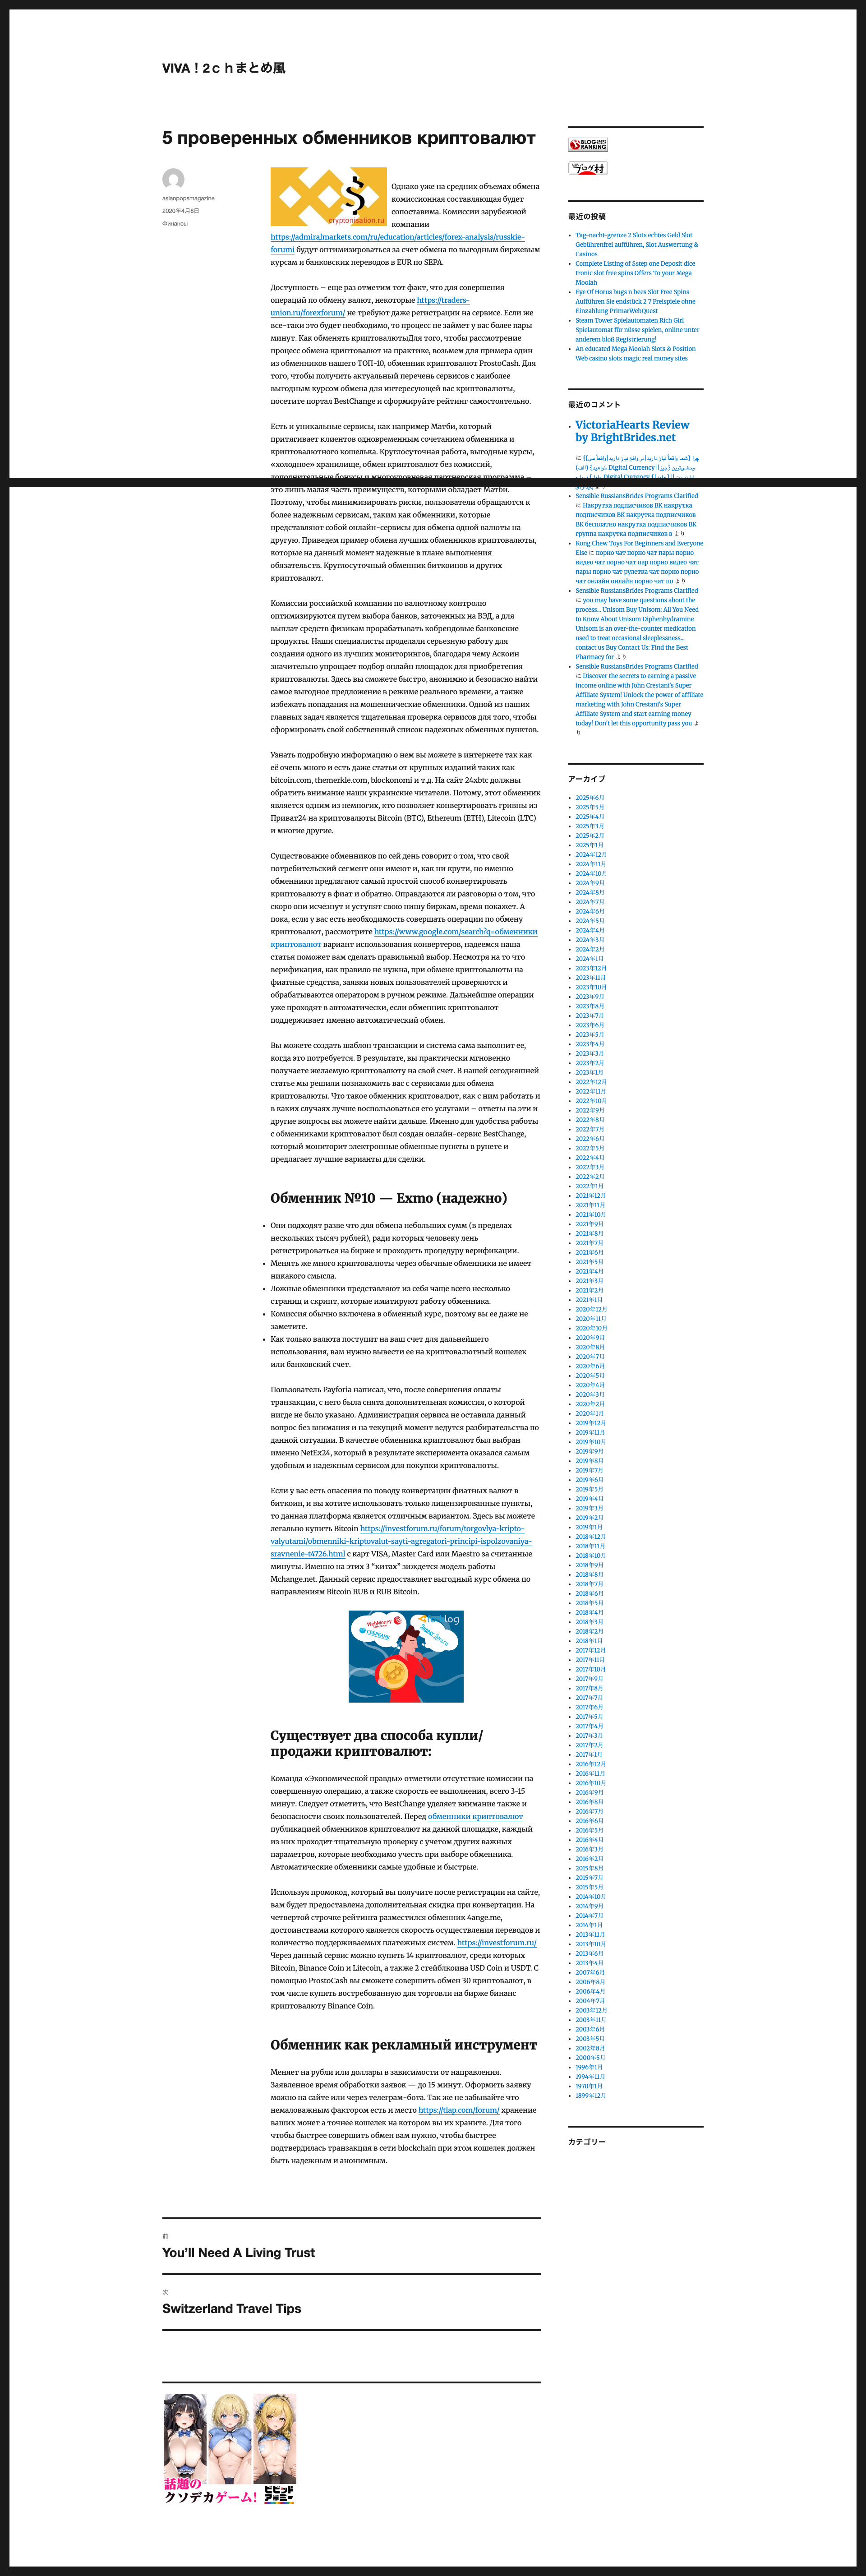 VIVA！2ｃｈまとめ風
5 проверенных обменников криптовалют
asianpopsmagazine
2020年4月8日
Финансы
cryptonisation.ru
Однако уже на средних объемах обмена
комиссионная составляющая будет
сопоставима. Комиссии зарубежной
компании
https://admiralmarkets.com/ru/education/articles/forex-analysis/russkie-
forumi будут оптимизироваться за счет обмена по выгодным биржевым
курсам и банковских переводов в EUR по SEPA.
Доступность – еще раз отметим тот факт, что для совершения
операций по обмену валют, некоторые https://traders-
union.ru/forexforum/ не требуют даже регистрации на сервисе. Если же
все-таки это будет необходимо, то процесс не займет у вас более пары
минут. Как обменять криптовалютыДля того, чтобы рассмотрение
процесс обмена криптовалют на практике, возьмем для примера один
из обменников нашего ТОП-10, обменник криптовалют ProstoCash. Для
того, чтобы получить актуальный перечень сервисов с наиболее
выгодным курсом обмена для интересующей вас криптовалюты,
посетите портал BestChange и сформируйте рейтинг самостоятельно.
Есть и уникальные сервисы, как например Матби, который
притягивает клиентов одновременным сочетанием обменника и
кабинета криптовалютного кошелька. Выгодные обменные курсы,
«холодное» хранилище, обмен криптовалют без комиссий,
дополнительные бонусы и многоуровневая партнерская программа –
это лишь малая часть преимуществ, которыми обладает Матби.
Поэтому, чтобы минимизировать риски, пользователи обращаются к
более надежным сервисам, таким как обменники, которые
представляют собой онлайн-сервисы для обмена одной валюты на
другую. Приведем пример обмена лучших обменников криптовалюты,
которые на данный момент надежные в плане выполнения
обязательств. Круглосуточный обменник биткоинов и других
криптовалют.
Комиссии российской компании по валютному контролю
оптимизируются путем выбора банков, заточенных на ВЭД, а для
выплат средств физикам прорабатывать кобрендовые банковские
продукты. Наши специалисты проделали серьезную работу для
создания одного из лучших мониторингов, благодаря чему Аскоин
значительно упрощает подбор онлайн площадок для приобретения
криптовалюты. Здесь вы сможете быстро, анонимно и безопасно найти
самое выгодное предложения в режиме реального времени, а также
избежать попадания на мошеннические обменники. Одной из наших
главных задач является тщательная проверка сервисов для того, чтобы
сформировать свой собственный список надежных обменных пунктов.
Узнать подробную информацию о нем вы можете в интернете так как
её очень много и есть даже статьи от крупных изданий таких как
bitcoin.com, themerkle.com, blockonomi и т.д. На сайт 24xbtc должны
обратить внимание наши украинские читатели. Потому, этот обменник
является одним из немногих, кто позволяет конвертировать гривны из
Приват24 на криптовалюты Bitcoin (BTC), Ethereum (ETH), Litecoin (LTC)
и многие другие.
Существование обменников по сей день говорит о том, что свой
потребительский сегмент они имеют и, как ни крути, но именно
обменники предлагают самый простой способ конвертировать
криптовалюту в фиат и обратно. Оправдаются ли разговоры о том, что
скоро они исчезнут и уступят свою нишу биржам, время покажет. А
пока, если у вас есть необходимость совершать операции по обмену
криптовалют, рассмотрите https://www.google.com/search?q=обменники
криптовалют вариант использования конвертеров, надеемся наша
статья поможет вам сделать правильный выбор. Несмотря на то что
верификация, как правило не нужна, при обмене криптовалюты на
фиатные средства, заявки новых пользователей проверяются и
обрабатываются оператором в ручном режиме. Дальнейшие операции
уже проходят в автоматически, если обменник криптовалют
поддерживает именно автоматический обмен.
Вы можете создать шаблон транзакции и система сама выполнит ее,
когда это потребуется. В результате, вы практически мгновенно
получаете желаемую криптовалюту на свой счет. В нашей сегодняшней
статье мы решили познакомить вас с сервисами для обмена
криптовалюты. Что такое обменник криптовалют, как с ним работать и
в каких случаях лучше воспользоваться его услугами – ответы на эти и
другие вопросы вы можете найти дальше. Именно для удобства работы
с обменниками криптовалют был создан онлайн-сервис BestChange,
который мониторит электронные обменные пункты в рунете и
предлагает лучшие варианты для сделки.
Обменник №10 — Exmo (надежно)
Они подходят разве что для обмена небольших сумм (в пределах
нескольких тысяч рублей), ради которых человеку лень
регистрироваться на бирже и проходить процедуру верификации.
Менять же много криптовалюты через обычные обменники не имеет
никакого смысла.
Ложные обменники представляют из себя чаще всего несколько
страниц и скрипт, которые имитируют работу обменника.
Комиссия обычно включена в обменный курс, поэтому вы ее даже не
заметите.
Как только валюта поступит на ваш счет для дальнейшего
использования, вам нужно вывести ее на криптовалютный кошелек
или банковский счет.
Пользователь Payforia написал, что, после совершения оплаты
транзакции, с него была снята дополнительная комиссия, о которой
нигде не было указано. Администрация сервиса не оставила данный
вопрос без внимания и на текущий момент ведутся разбирательства по
данной ситуации. В качестве обменника криптовалют был выбран
именно NetEx24, который в результате эксперимента оказался самым
удобным и надежным сервисом для покупки криптовалюты.
Если у вас есть опасения по поводу конвертации фиатных валют в
биткоин, и вы хотите использовать только лицензированные пункты,
то данная платформа является отличным вариантом. Здесь вы можете
легально купить Bitcoin https://investforum.ru/forum/torgovlya-kripto-
valyutami/obmenniki-kriptovalut-sayti-agregatori-principi-ispolzovaniya-
sravnenie-t4726.html с карт VISA, Master Card или Maestro за считанные
минуты. Именно на этих 3 “китах” зиждется модель работы
Mchange.net. Данный сервис предоставляет выгодный курс обмена по
направлениям Bitcoin RUB и RUB Bitcoin.
WebMoney
СБЕРБАНК
Яндекс Деньги
Существует два способа купли/
продажи криптовалют:
Команда «Экономической правды» отметили отсутствие комиссии на
совершенную операцию, а также скорость ее выполнения, всего 3-15
минут. Следует отметить, что BestChange уделяет внимание также и
безопасности своих пользователей. Перед обменники криптовалют
публикацией обменников криптовалют на данной площадке, каждый
из них проходит тщательную проверку с учетом других важных
параметров, которые необходимо учесть при выборе обменника.
Автоматические обменники самые удобные и быстрые.
Используя промокод, который вы получите после регистрации на сайте,
вам будет предоставлена дополнительная скидка при конвертации. На
четвертой строчке рейтинга разместился обменник 4ange.me,
достоинствами которого является скорость осуществления переводов и
количество поддерживаемых платежных систем. https://investforum.ru/
Через данный сервис можно купить 14 криптовалют, среди которых
Bitcoin, Binance Coin и Litecoin, а также 2 стейблкоина USD Coin и USDT. С
помощью ProstoCash вы сможете совершить обмен 30 криптовалют, в
том числе купить востребованную для торговли на бирже бинанс
криптовалюту Binance Coin.
Обменник как рекламный инструмент
Меняет на рубли или доллары в зависимости от направления.
Заявленное время обработки заявок — до 15 минут. Оформить заявку
можно на сайте или через телеграм-бота. Так же не забывайте что
немаловажным фактором есть и место https://tlap.com/forum/ хранение
ваших монет а точнее кошелек на котором вы их храните. Для того
чтобы быстрее совершить обмен вам нужно, чтобы быстрее
подтвердилась транзакция в сети blockchain при этом кошелек должен
быть надежным и анонимным.
前
You’ll Need A Living Trust
次
Switzerland Travel Tips
話題の
クソデカゲーム!
ビビッドアーミー
BLOG RANKING
ブログ村
最近の投稿
Tag-nacht-grenze 2 Slots echtes Geld Slot
Gebührenfrei aufführen, Slot Auswertung &
Casinos
Complete Listing of $step one Deposit dice
tronic slot free spins Offers To your Mega
Moolah
Eye Of Horus bugs n bees Slot Free Spins
Aufführen Sie endstück 2 7 Freispiele ohne
Einzahlung PrimarWebQuest
Steam Tower Spielautomaten Rich Girl
Spielautomat für nüsse spielen, online unter
anderem bloß Registrierung!
An educated Mega Moolah Slots & Position
Web casino slots magic real money sites
最近のコメント
VictoriaHearts Review
by BrightBrides.net
Sensible RussiansBrides Programs Clarified
に Накрутка подписчиков ВК накрутка
подписчиков ВК накрутка подписчиков
ВК бесплатно накрутка подписчиков ВК
группа накрутка подписчиков в より
Kong Chew Toys For Beginners and Everyone
Else に порно чат порно чат пары порно
видео чат порно чат пар порно видео чат
пары порно чат рулетка чат порно порно
чат онлайн онлайн порно чат по より
Sensible RussiansBrides Programs Clarified
に you may have some questions about the
process... Unisom Buy Unisom: All You Need
to Know About Unisom Diphenhydramine
Unisom is an over-the-counter medication
used to treat occasional sleeplessness...
contact us Buy Contact Us: Find the Best
Pharmacy for より
Sensible RussiansBrides Programs Clarified
に Discover the secrets to earning a passive
income online with John Crestani's Super
Affiliate System! Unlock the power of affiliate
marketing with John Crestani's Super
Affiliate System and start earning money
today! Don't let this opportunity pass you よ
り
アーカイブ
2025年6月
2025年5月
2025年4月
2025年3月
2025年2月
2025年1月
2024年12月
2024年11月
2024年10月
2024年9月
2024年8月
2024年7月
2024年6月
2024年5月
2024年4月
2024年3月
2024年2月
2024年1月
2023年12月
2023年11月
2023年10月
2023年9月
2023年8月
2023年7月
2023年6月
2023年5月
2023年4月
2023年3月
2023年2月
2023年1月
2022年12月
2022年11月
2022年10月
2022年9月
2022年8月
2022年7月
2022年6月
2022年5月
2022年4月
2022年3月
2022年2月
2022年1月
2021年12月
2021年11月
2021年10月
2021年9月
2021年8月
2021年7月
2021年6月
2021年5月
2021年4月
2021年3月
2021年2月
2021年1月
2020年12月
2020年11月
2020年10月
2020年9月
2020年8月
2020年7月
2020年6月
2020年5月
2020年4月
2020年3月
2020年2月
2020年1月
2019年12月
2019年11月
2019年10月
2019年9月
2019年8月
2019年7月
2019年6月
2019年5月
2019年4月
2019年3月
2019年2月
2019年1月
2018年12月
2018年11月
2018年10月
2018年9月
2018年8月
2018年7月
2018年6月
2018年5月
2018年4月
2018年3月
2018年2月
2018年1月
2017年12月
2017年11月
2017年10月
2017年9月
2017年8月
2017年7月
2017年6月
2017年5月
2017年4月
2017年3月
2017年2月
2017年1月
2016年12月
2016年11月
2016年10月
2016年9月
2016年8月
2016年7月
2016年6月
2016年5月
2016年4月
2016年3月
2016年2月
2015年8月
2015年7月
2015年5月
2014年10月
2014年9月
2014年7月
2014年1月
2013年11月
2013年10月
2013年6月
2013年4月
2007年6月
2006年8月
2006年4月
2004年7月
2003年12月
2003年11月
2003年6月
2003年5月
2002年8月
2000年5月
1996年1月
1994年11月
1970年1月
1899年12月
カテゴリー